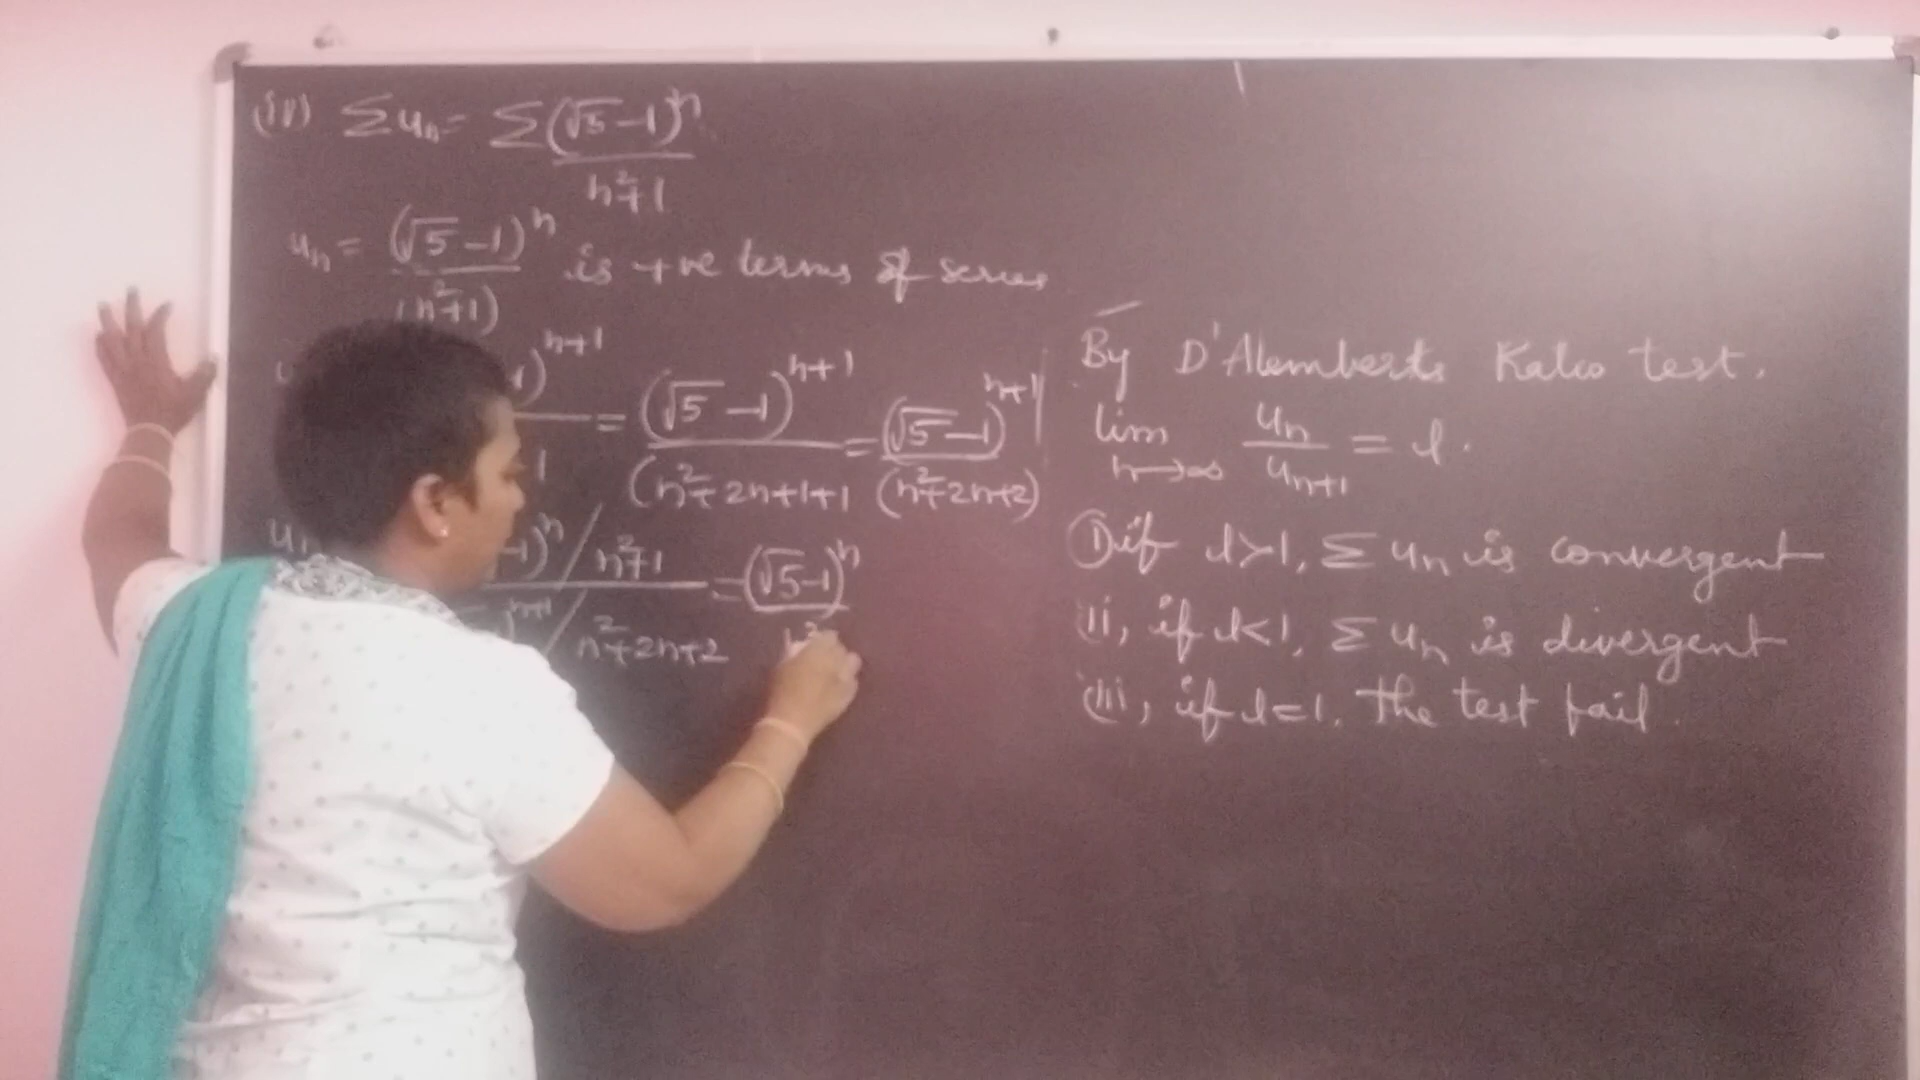 (iv) Σ uₙ = Σ (√5 −1)ⁿ / n²+1
uₙ = (√5 −1)ⁿ / (n²+1) is +ve terms of series
)ⁿ⁺¹ / 1 = (√5 −1)ⁿ⁺¹ / (n²+2n+1+1 = (√5 −1)ⁿ⁺¹ / (n²+2n+2)
−1)ⁿ / n²+1 / n²+2n+2 = (√5−1)ⁿ
By D'Alemberts Ratio test.
lim n→∞ uₙ / uₙ₊₁ = l.
(i) if l>1, Σ uₙ is convergent
(ii), if l<1, Σ uₙ is divergent
(iii), if l=1. The test fail.